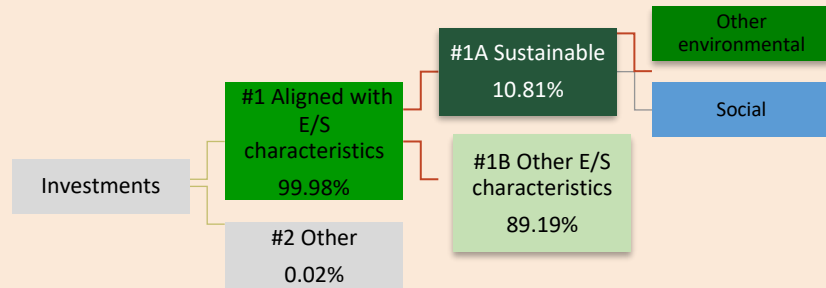 Investments
#1 Aligned with
E/S
characteristics
99.98%
#2 Other
0.02%
#1A Sustainable
10.81%
#1B Other E/S
characteristics
89.19%
Other
environmental
Social